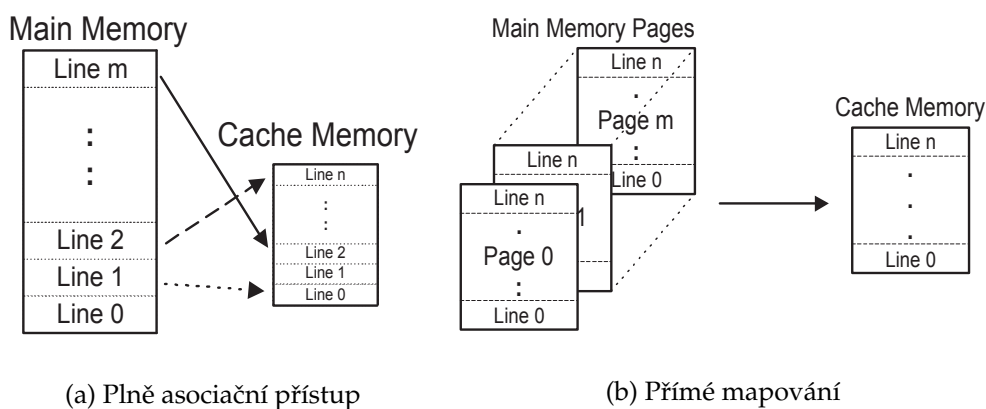 Main Memory
Line m
Line 2
Line 1
Line 0
Cache Memory
Line n
Line 2
Line 1
Line 0
(a) Plně asociační přístup
Main Memory Pages
Line n
Page m
Line 0
Line n
1
Line n
Page 0
Line 0
Cache Memory
Line n
Line 0
(b) Přímé mapování